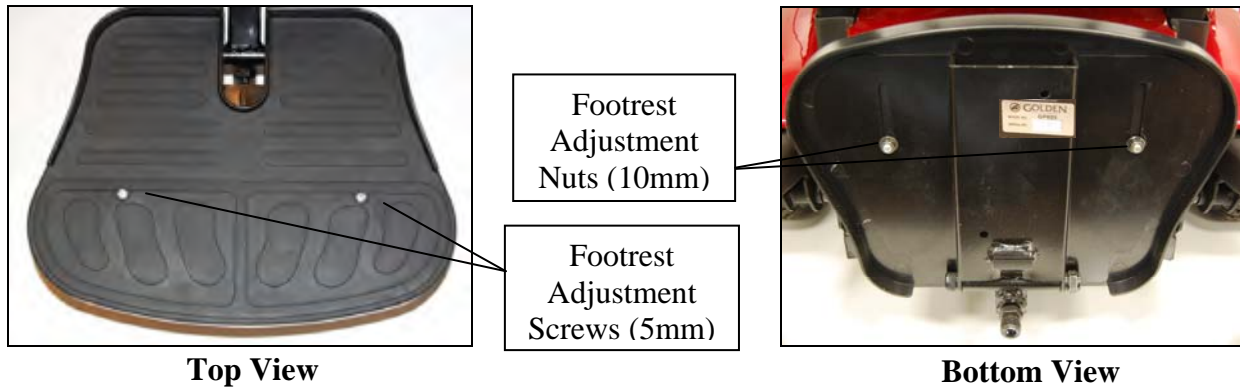 Footrest
Adjustment
Nuts (10mm)
Footrest
Adjustment
Screws (5mm)
GOLDEN
Top View
Bottom View